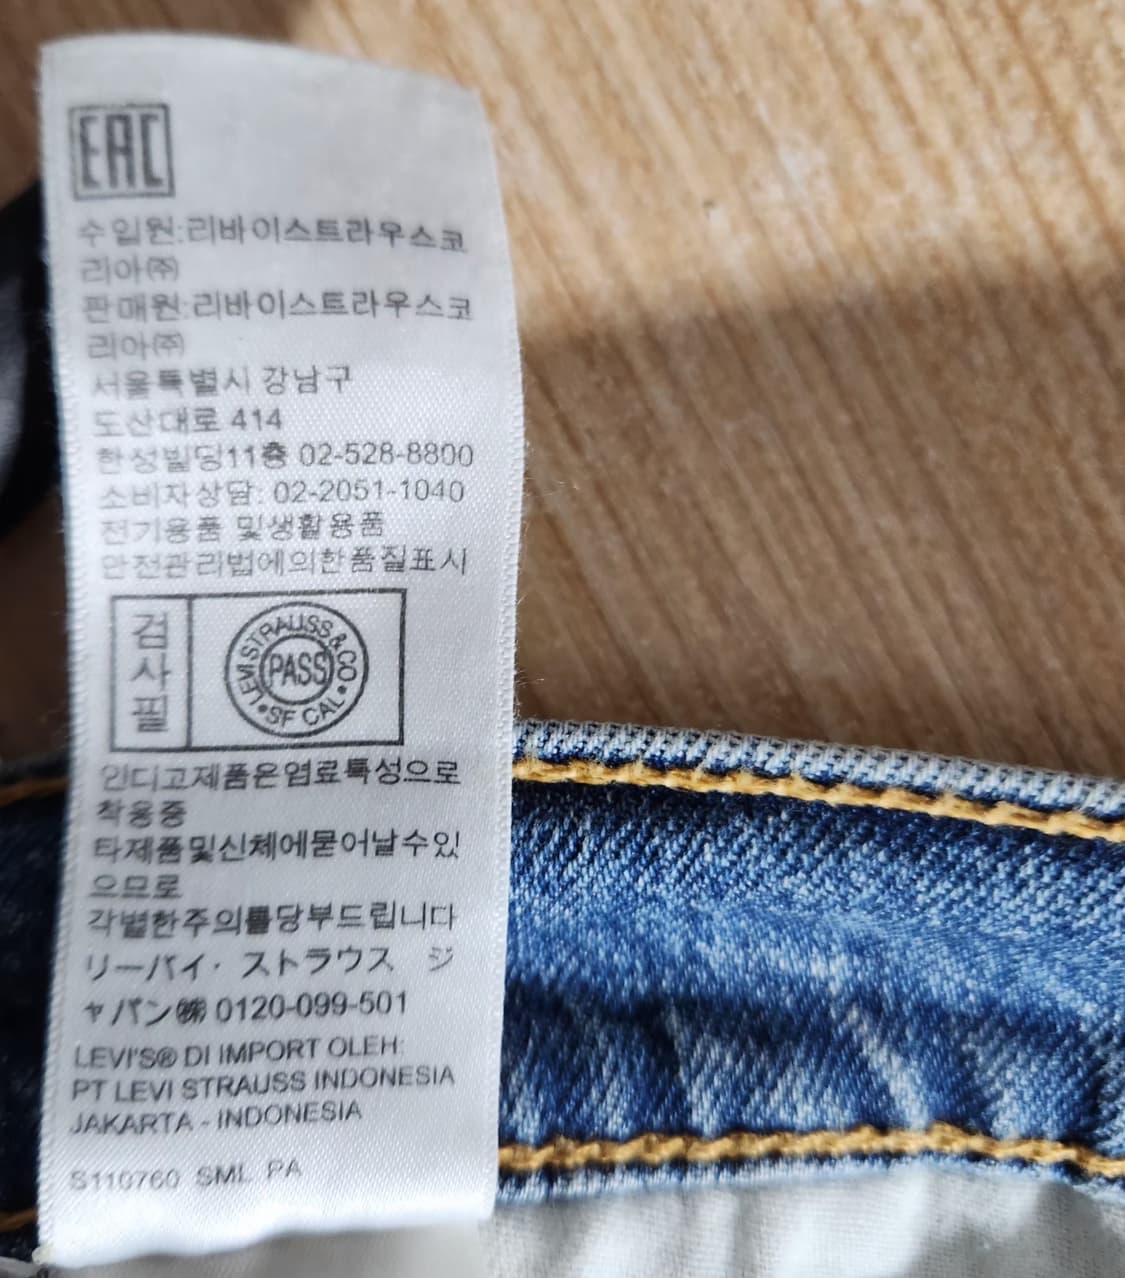 EAC
수입원:리바이스트라우스코
리아㈜
판매원:리바이스트라우스코
리아㈜
서울특별시 강남구
도산대로 414
한성빌딩11층 02-528-8800
소비자상담: 02-2051-1040
전기용품 및생활용품
안전관리법에의한품질표시
검
사
필
LEVI STRAUSS & CO
PASS
SF CAL
인디고제품은염료특성으로
착용중
타제품및신체에묻어날수있
으므로
각별한주의를당부드립니다
リーバイ・ストラウス ジ
ャパン㈱ 0120-099-501
LEVI'S® DI IMPORT OLEH:
PT LEVI STRAUSS INDONESIA
JAKARTA - INDONESIA
S110760 SML PA